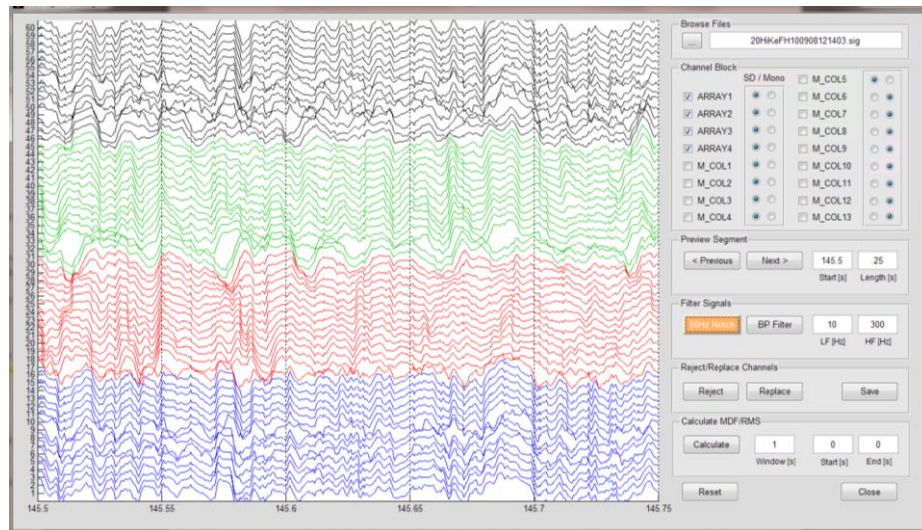 Browse Files
...
20HiKeFH100908121403.sig
Channel Block
SD / Mono
ARRAY1
ARRAY2
ARRAY3
ARRAY4
M_COL1
M_COL2
M_COL3
M_COL4
M_COL5
M_COL6
M_COL7
M_COL8
M_COL9
M_COL10
M_COL11
M_COL12
M_COL13
Preview Segment
< Previous Next > 145.5 .25
Start [s] Length [s]
Filter Signals
50Hz Notch BP Filter 10 300
LF [Hz] HF [Hz]
Reject/Replace Channels
Reject Replace Save
Calculate MDF/RMS
Calculate 1 0 0
Window [s] Start [s] End [s]
Reset Close
60
59
58
57
56
55
54
53
52
51
50
49
48
47
46
45
44
43
42
41
40
39
38
37
36
35
34
33
32
31
30
29
28
27
26
25
24
23
22
21
20
19
18
17
16
15
14
13
12
11
10
9
8
7
6
5
4
3
2
1
145.5 145.55 145.6 145.65 145.7 145.75